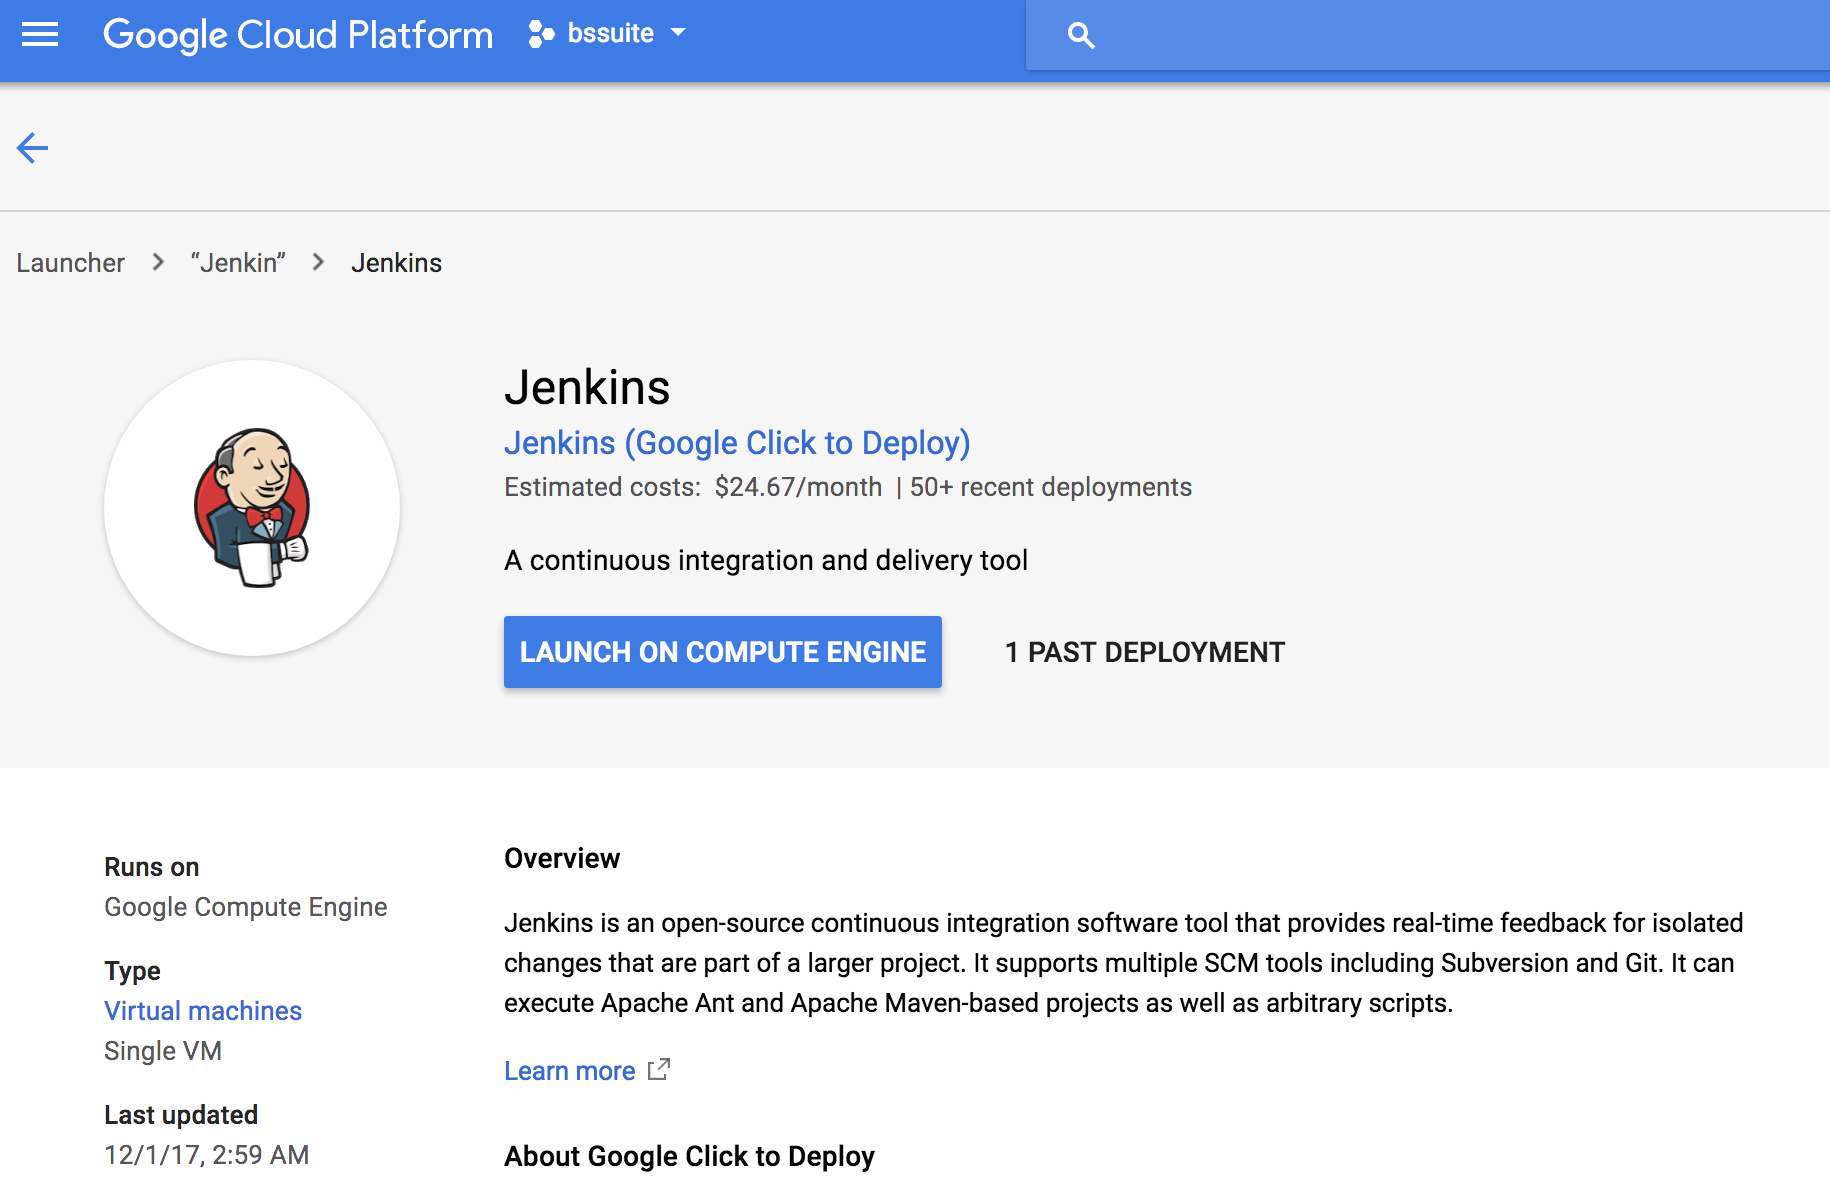 Google Cloud Platform bssuite
Launcher > “Jenkin” > Jenkins
Jenkins
Jenkins (Google Click to Deploy)
Estimated costs: $24.67/month | 50+ recent deployments
A continuous integration and delivery tool
LAUNCH ON COMPUTE ENGINE 1 PAST DEPLOYMENT
Runs on
Google Compute Engine
Type
Virtual machines
Single VM
Last updated
12/1/17, 2:59 AM
Overview
Jenkins is an open-source continuous integration software tool that provides real-time feedback for isolated
changes that are part of a larger project. It supports multiple SCM tools including Subversion and Git. It can
execute Apache Ant and Apache Maven-based projects as well as arbitrary scripts.
Learn more
About Google Click to Deploy